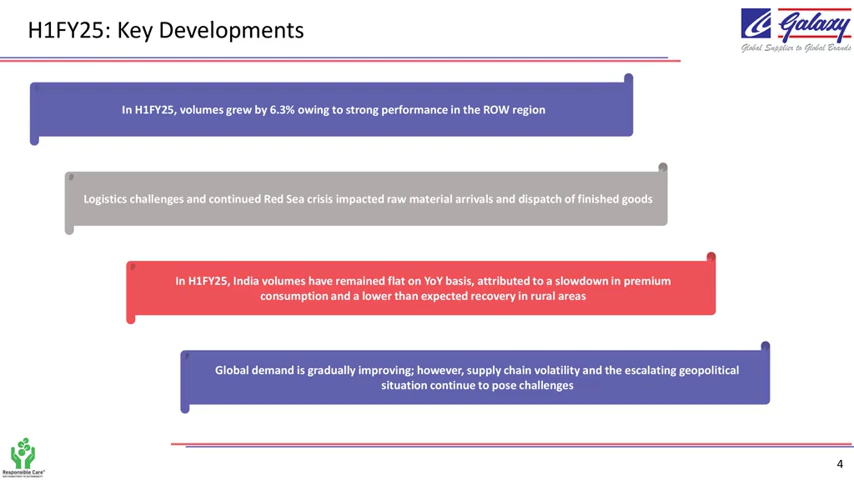 H1FY25: Key Developments
Galaxy
Global Supplier to Global Brands
In H1FY25, volumes grew by 6.3% owing to strong performance in the ROW region
Logistics challenges and continued Red Sea crisis impacted raw material arrivals and dispatch of finished goods
In H1FY25, India volumes have remained flat on YoY basis, attributed to a slowdown in premium
consumption and a lower than expected recovery in rural areas
Global demand is gradually improving; however, supply chain volatility and the escalating geopolitical
situation continue to pose challenges
Responsible Care®
4